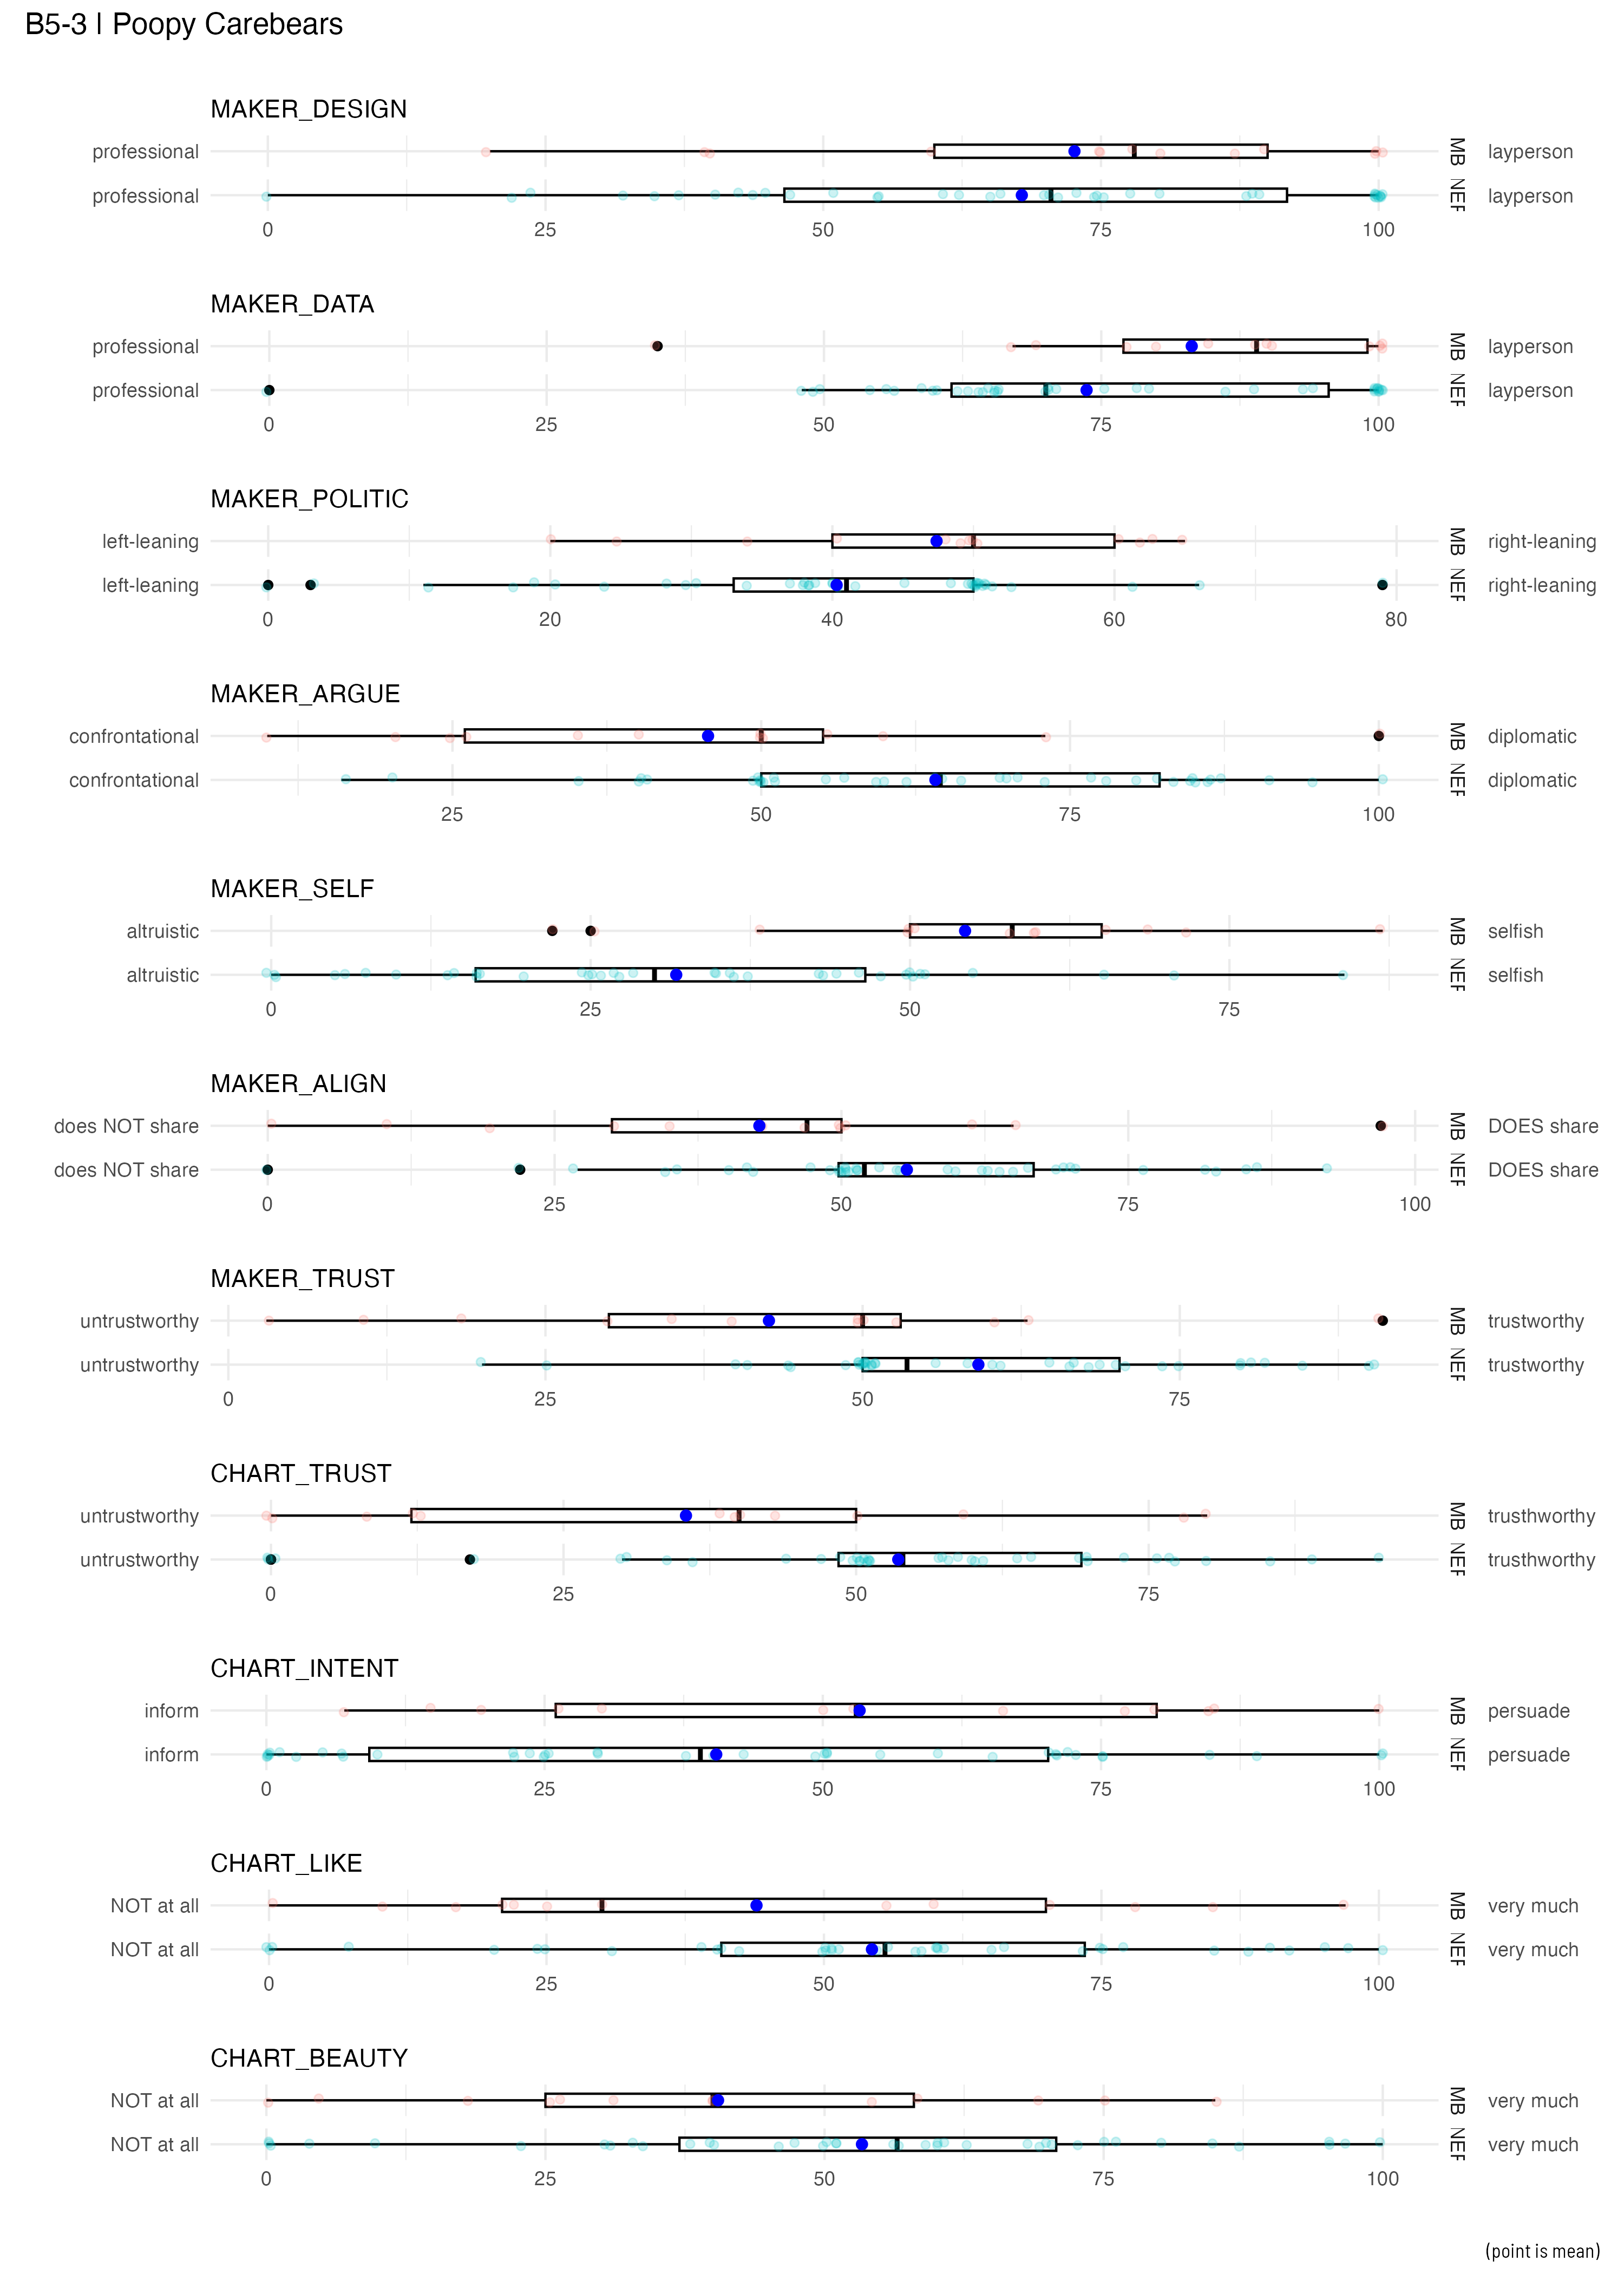 B5-3 | Poopy Carebears
MAKER_DESIGN
professional MB layperson
professional NEF layperson
0 25 50 75 100
MAKER_DATA
professional MB layperson
professional NEF layperson
0 25 50 75 100
MAKER_POLITIC
left-leaning MB right-leaning
left-leaning NEF right-leaning
0 20 40 60 80
MAKER_ARGUE
confrontational MB diplomatic
confrontational NEF diplomatic
25 50 75 100
MAKER_SELF
altruistic MB selfish
altruistic NEF selfish
0 25 50 75
MAKER_ALIGN
does NOT share MB DOES share
does NOT share NEF DOES share
0 25 50 75 100
MAKER_TRUST
untrustworthy MB trustworthy
untrustworthy NEF trustworthy
0 25 50 75
CHART_TRUST
untrustworthy MB trusthworthy
untrustworthy NEF trusthworthy
0 25 50 75
CHART_INTENT
inform MB persuade
inform NEF persuade
0 25 50 75 100
CHART_LIKE
NOT at all MB very much
NOT at all NEF very much
0 25 50 75 100
CHART_BEAUTY
NOT at all MB very much
NOT at all NEF very much
0 25 50 75 100
(point is mean)